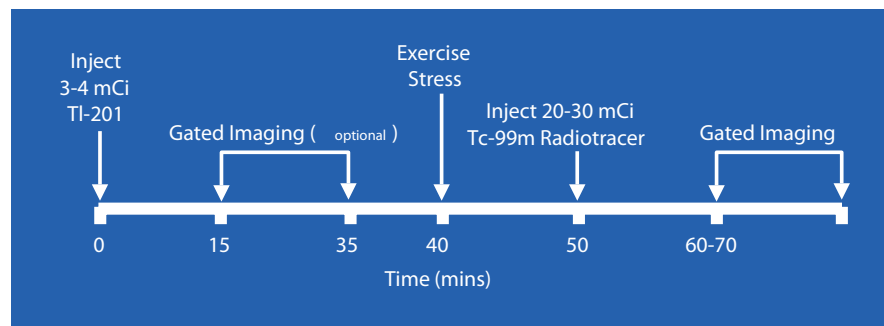 Inject
3-4 mCi
Tl-201
Gated Imaging ( optional )
Exercise
Stress
Inject 20-30 mCi
Tc-99m Radiotracer
Gated Imaging
0
15
35
40
50
60-70
Time (mins)